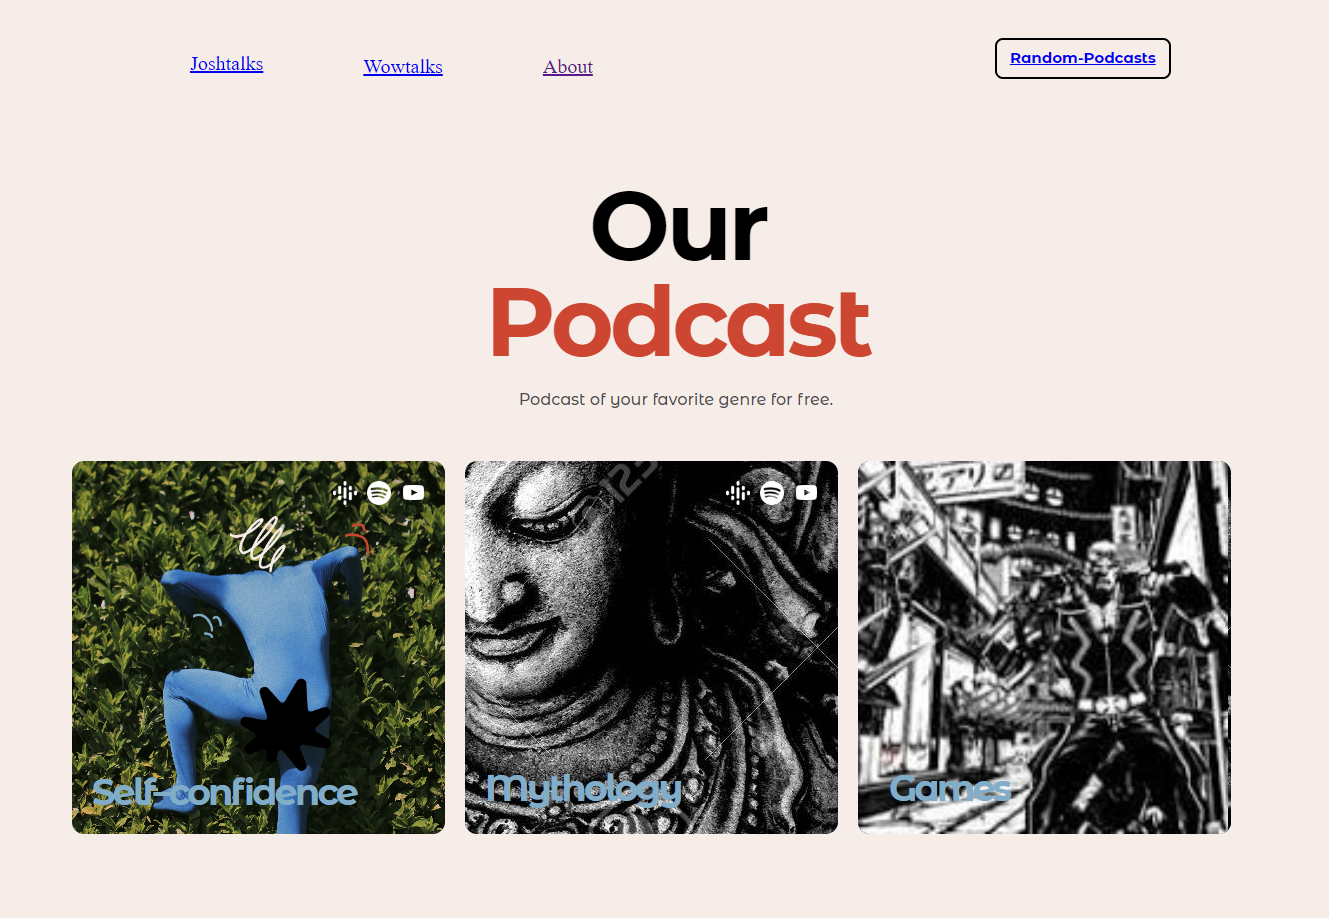 Joshtalks
Wowtalks
About
Random-Podcasts
Our
Podcast
Podcast of your favorite genre for free.
Self-confidence
Mythology
Games